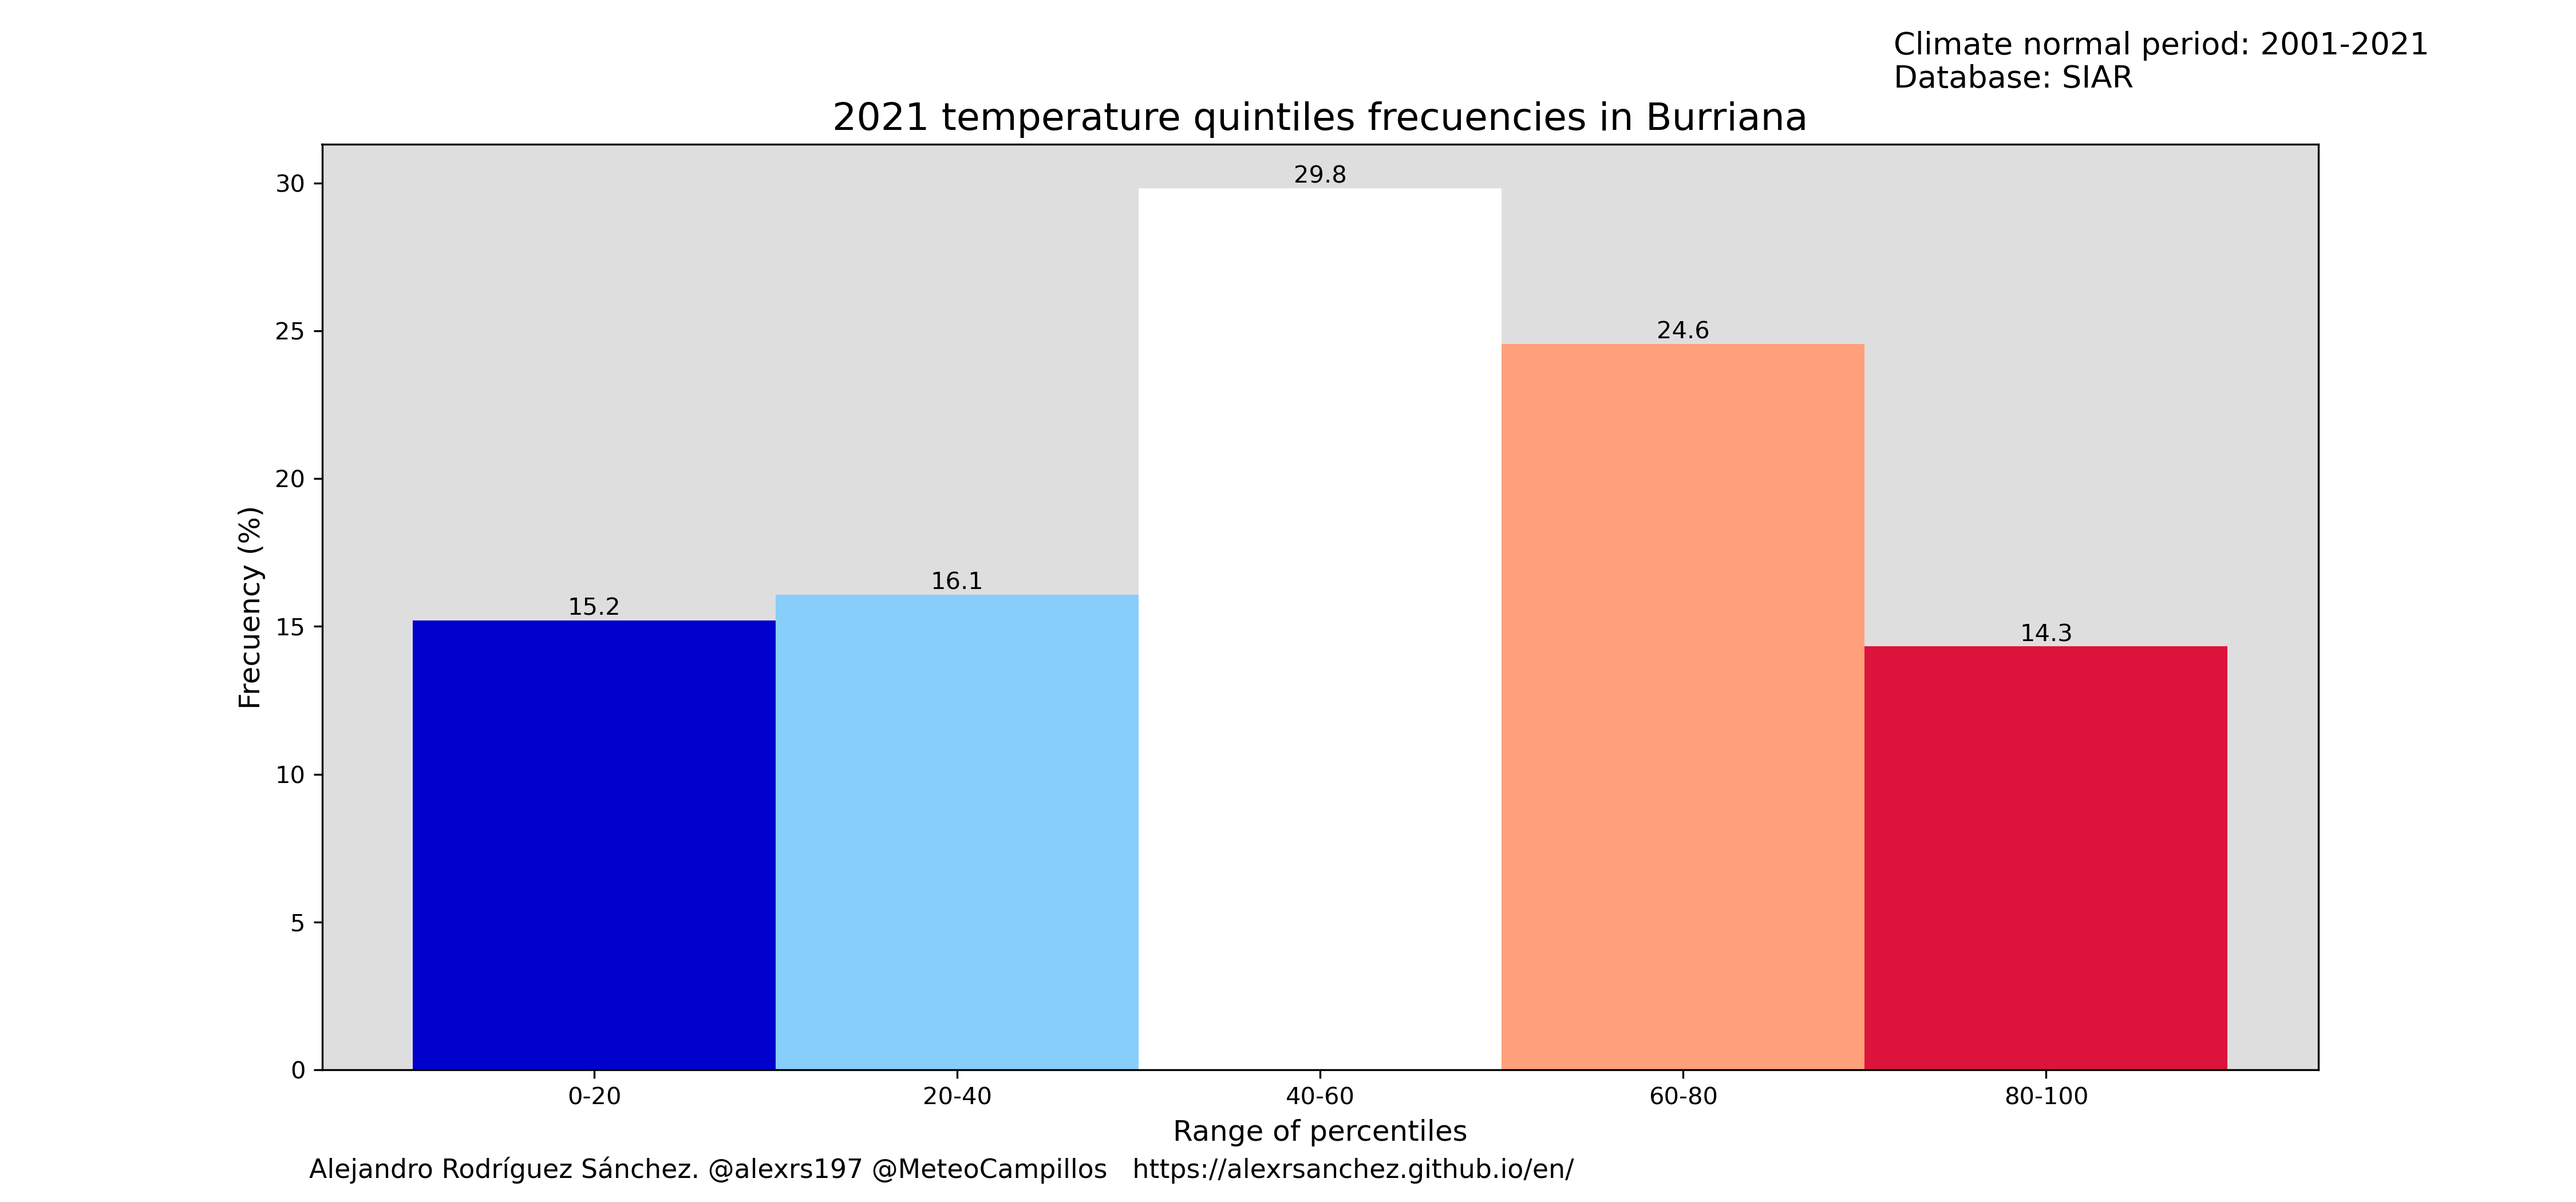 Climate normal period: 2001-2021
Database: SIAR
2021 temperature quintiles frecuencies in Burriana
29.8
24.6
16.1
15.2
14.3
30
25
20
15
10
5
0
Frecuency (%)
0-20 20-40 40-60 60-80 80-100
Range of percentiles
Alejandro Rodríguez Sánchez. @alexrs197 @MeteoCampillos https://alexrsanchez.github.io/en/